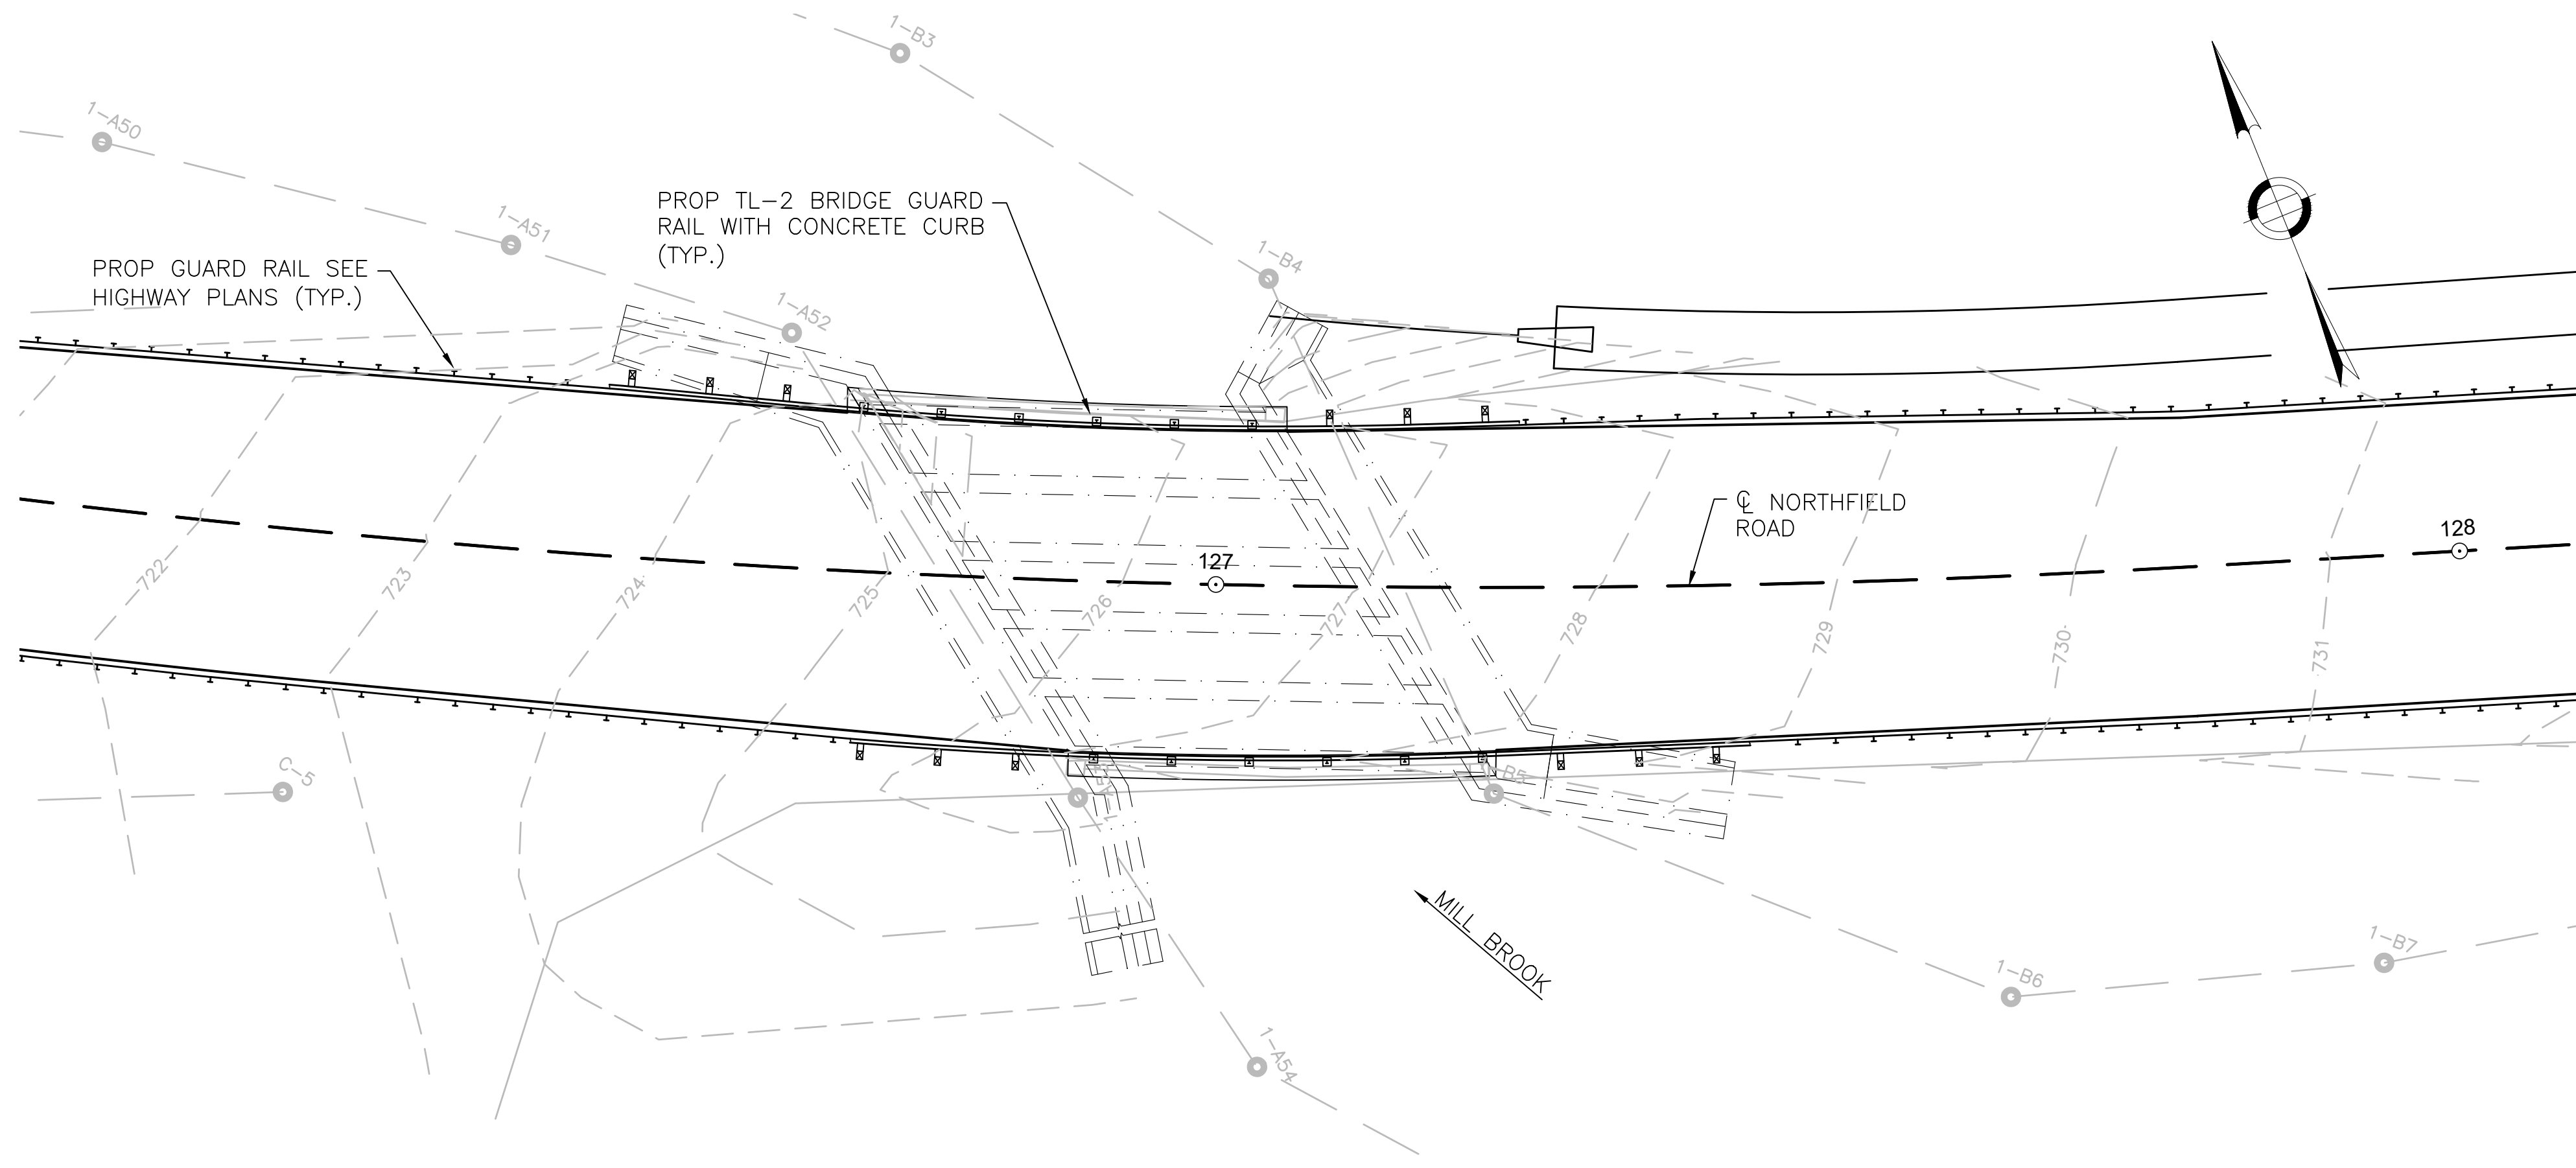 1-B3
1-A50
1-A51
1-B4
1-A52
PROP TL-2 BRIDGE GUARD
RAIL WITH CONCRETE CURB
(TYP.)
PROP GUARD RAIL SEE
HIGHWAY PLANS (TYP.)
℄ NORTHFIELD
ROAD
127
128
722
723
724
725
726
727
728
729
730
731
C-5
B5
MILL BROOK
1-B6
1-B7
1-A54